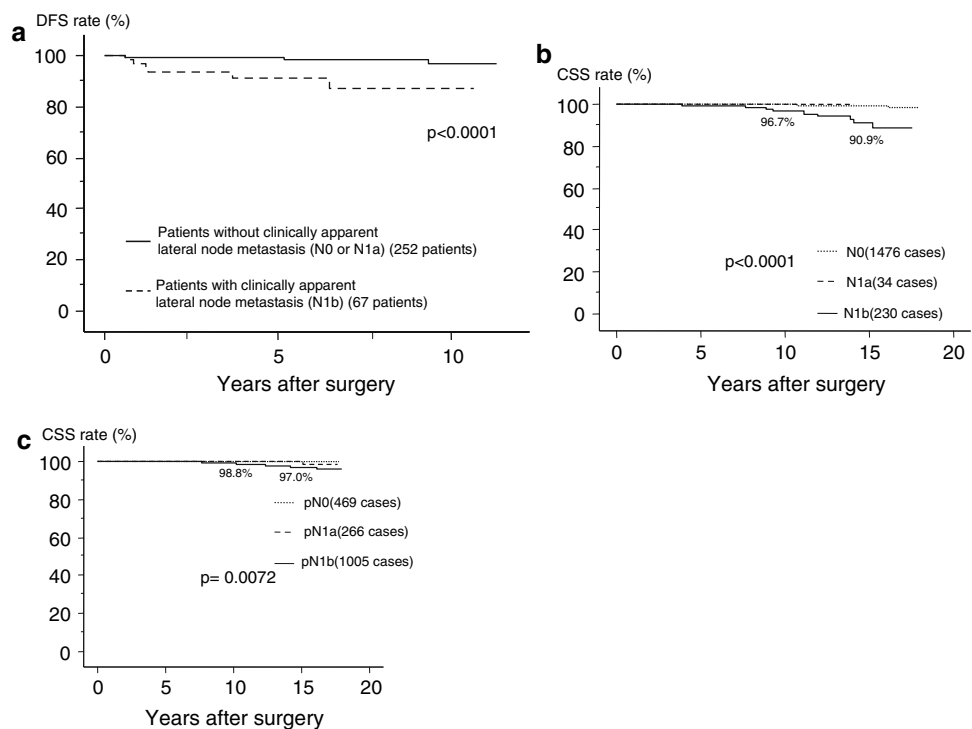 a
DFS rate (%)
100
80
60
40
20
0
p<0.0001
Patients without clinically apparent
lateral node metastasis (N0 or N1a) (252 patients)
Patients with clinically apparent
lateral node metastasis (N1b) (67 patients)
0 5 10
Years after surgery
b
CSS rate (%)
100
80
60
40
20
0
96.7%
90.9%
p<0.0001
N0(1476 cases)
N1a(34 cases)
N1b(230 cases)
0 5 10 15 20
Years after surgery
c
CSS rate (%)
100
80
60
40
20
0
98.8%
97.0%
pN0(469 cases)
pN1a(266 cases)
pN1b(1005 cases)
p= 0.0072
0 5 10 15 20
Years after surgery